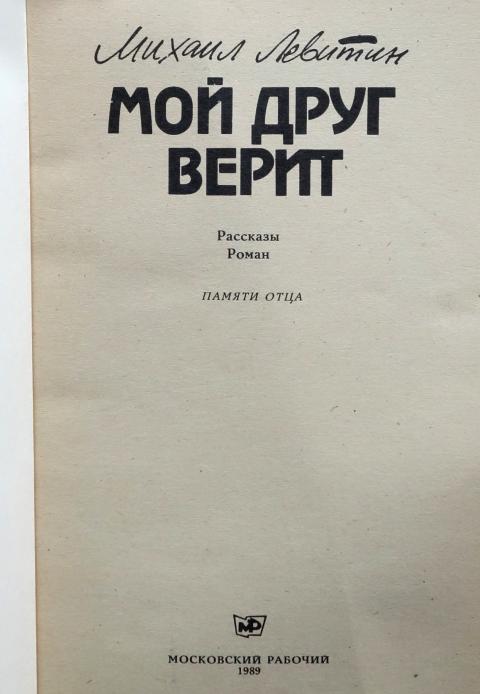 Михаил Левитин
МОЙ ДРУГ
ВЕРИТ
Рассказы
Роман
ПАМЯТИ ОТЦА
МР
МОСКОВСКИЙ РАБОЧИЙ
1989